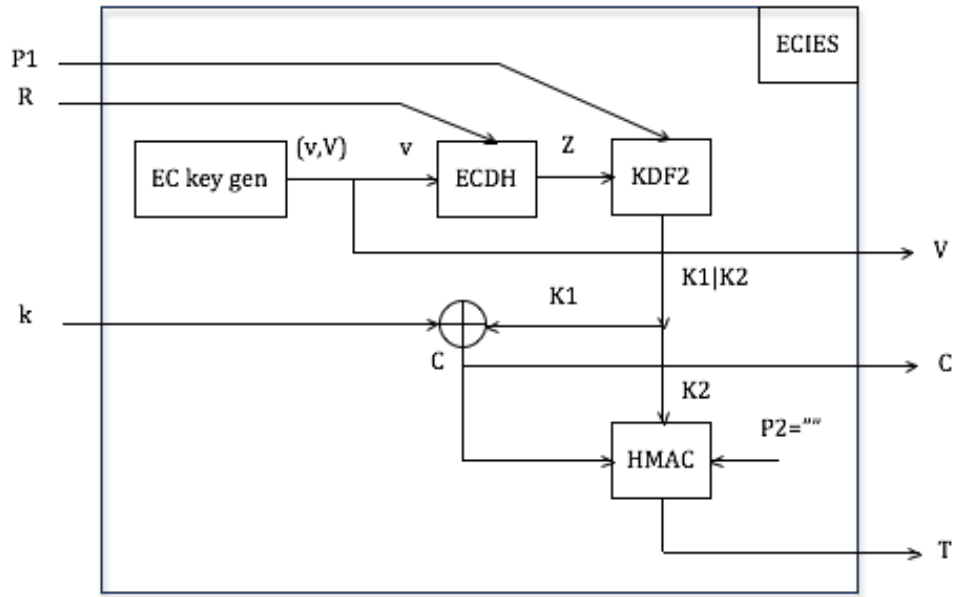 ECIES
P1
R
(v,V)
v
Z
EC key gen
ECDH
KDF2
V
K1|K2
K1
k
C
C
K2
P2=””
HMAC
T